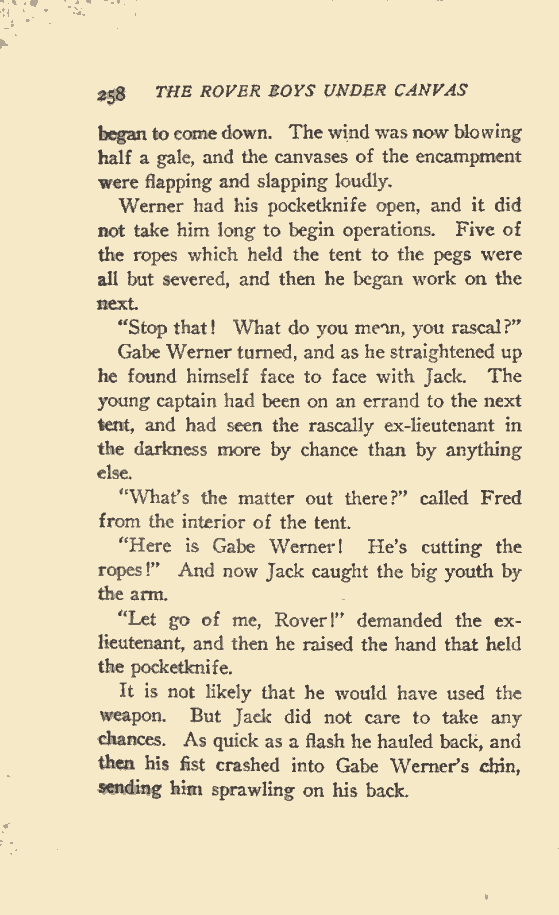 258 THE ROVER BOYS UNDER CANVAS
began to come down. The wind was now blowing
half a gale, and the canvases of the encampment
were flapping and slapping loudly.
Werner had his pocketknife open, and it did
not take him long to begin operations. Five of
the ropes which held the tent to the pegs were
all but severed, and then he began work on the
next.
"Stop that! What do you mean, you rascal?"
Gabe Werner turned, and as he straightened up
he found himself face to face with Jack. The
young captain had been on an errand to the next
tent, and had seen the rascally ex-lieutenant in
the darkness more by chance than by anything
else.
"What's the matter out there?" called Fred
from the interior of the tent.
"Here is Gabe Werner! He's cutting the
ropes!" And now Jack caught the big youth by
the arm.
"Let go of me, Rover!" demanded the ex-
lieutenant, and then he raised the hand that held
the pocketknife.
It is not likely that he would have used the
weapon. But Jack did not care to take any
chances. As quick as a flash he hauled back, and
then his fist crashed into Gabe Werner's chin,
sending him sprawling on his back.